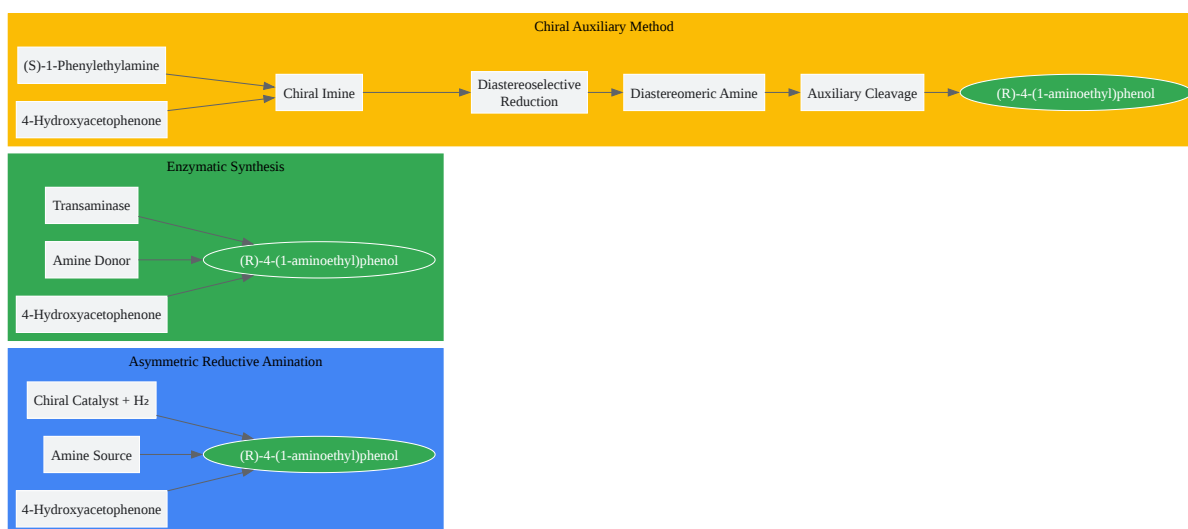 Chiral Auxiliary Method
(S)-1-Phenylethylamine
4-Hydroxyacetophenone
Chiral Imine
Diastereoselective
Reduction
Diastereomeric Amine
Auxiliary Cleavage
(R)-4-(1-aminoethyl)phenol
Enzymatic Synthesis
Transaminase
Amine Donor
4-Hydroxyacetophenone
(R)-4-(1-aminoethyl)phenol
Asymmetric Reductive Amination
Chiral Catalyst + H₂
Amine Source
4-Hydroxyacetophenone
(R)-4-(1-aminoethyl)phenol